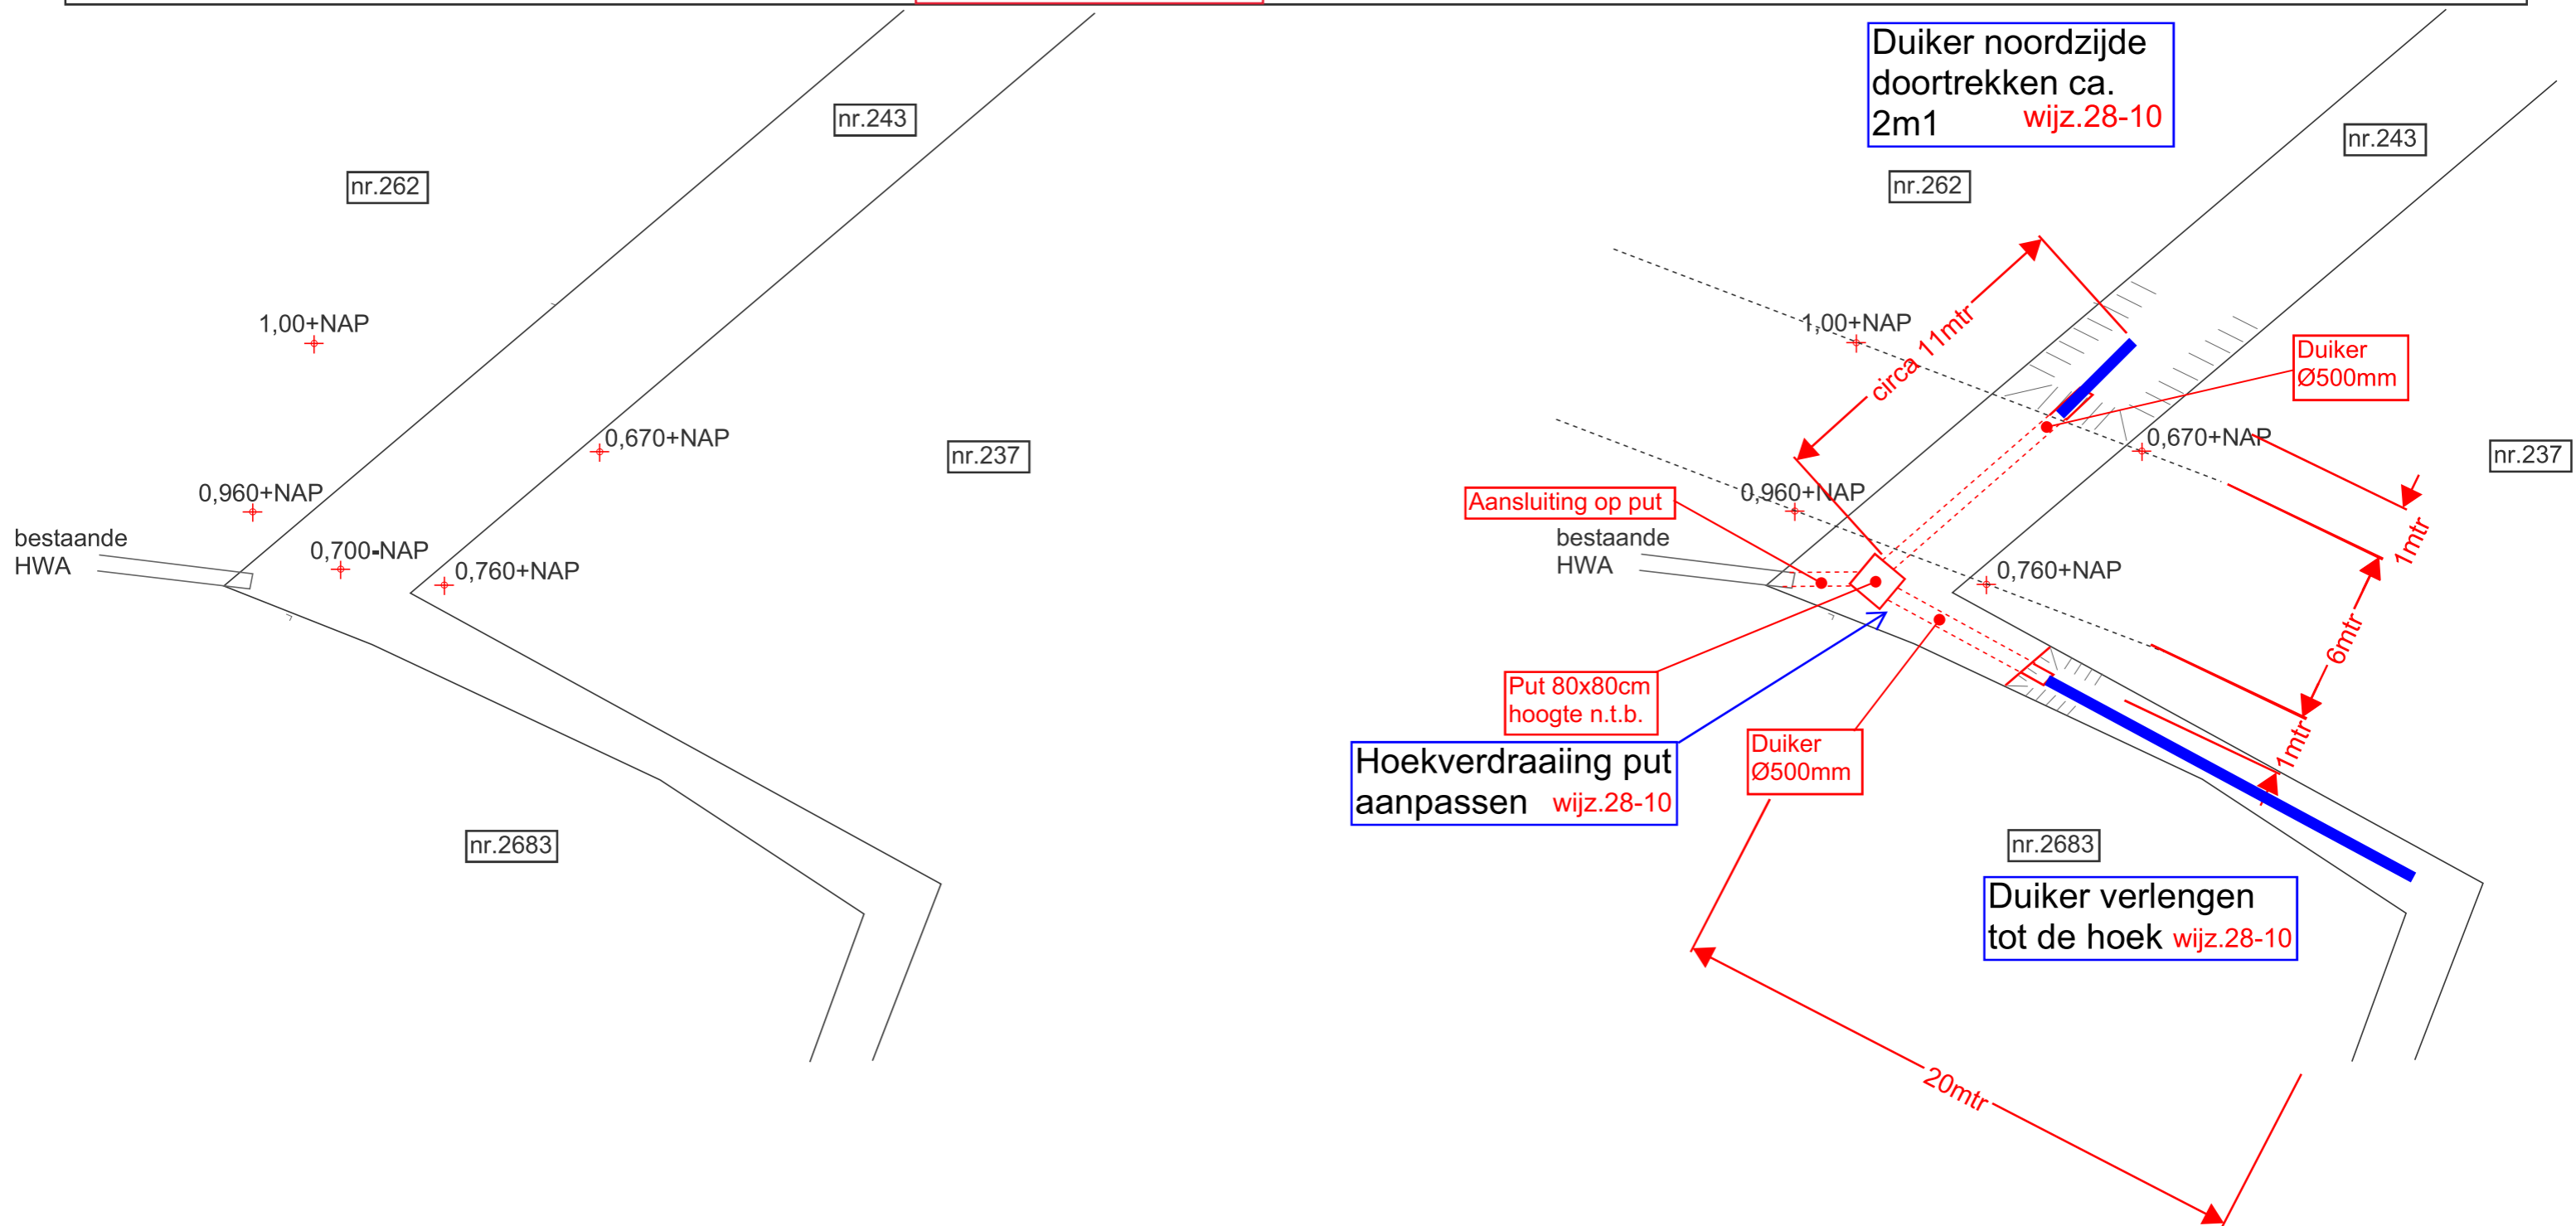 nr.243
nr.262
1,00+NAP
0,670+NAP
nr.237
0,960+NAP
bestaande
HWA
0,700-NAP
0,760+NAP
nr.2683
Duiker noordzijde
doortrekken ca.
2m1 wijz.28-10
nr.243
nr.262
1,00+NAP
circa 11mtr
Duiker
Ø500mm
0,670+NAP
nr.237
0,960+NAP
Aansluiting op put
bestaande
HWA
1mtr
0,760+NAP
6mtr
Put 80x80cm
hoogte n.t.b.
Hoekverdraaiing put
aanpassen wijz.28-10
Duiker
Ø500mm
1mtr
nr.2683
Duiker verlengen
tot de hoek wijz.28-10
20mtr